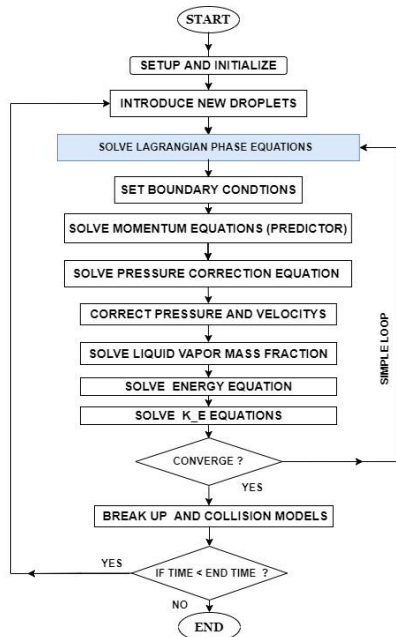 START
SETUP AND INITIALIZE
INTRODUCE NEW DROPLETS
SOLVE LAGRANGIAN PHASE EQUATIONS
SET BOUNDARY CONDTIONS
SOLVE MOMENTUM EQUATIONS (PREDICTOR)
SOLVE PRESSURE CORRECTION EQUATION
CORRECT PRESSURE AND VELOCITYS
SOLVE LIQUID VAPOR MASS FRACTION
SOLVE ENERGY EQUATION
SOLVE K_E EQUATIONS
SIMPLE LOOP
CONVERGE ?
YES
BREAK UP AND COLLISION MODELS
YES
IF TIME < END TIME ?
NO
END